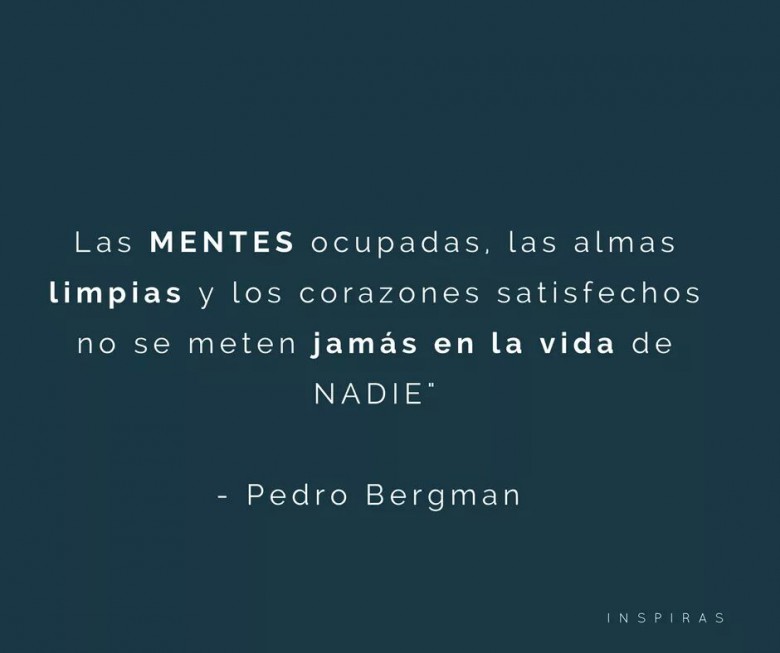 Las MENTES ocupadas, las almas
limpias y los corazones satisfechos
no se meten jamás en la vida de
NADIE"
- Pedro Bergman
INSPIRAS